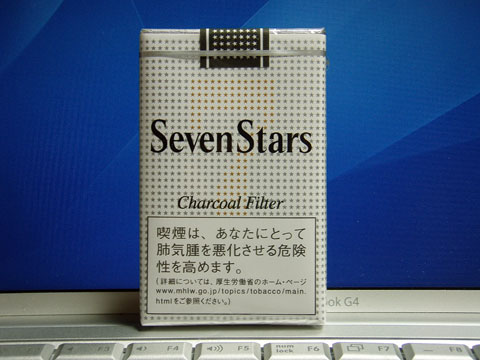 Seven Stars
Charcoal Filter
喫煙は、あなたにとって
肺気腫を悪化させる危険
性を高めます。
(詳細については、厚生労働省のホーム・ページ
www.mhlw.go.jp/topics/tobacco/main.
htmlをご参照ください。)
ook G4
F3
F4
F5
F6
num
lock
F7
F8